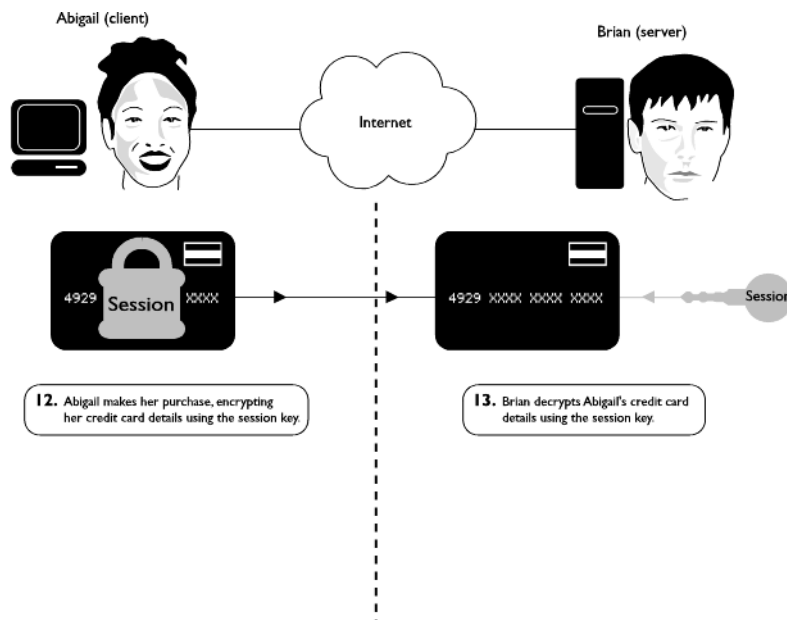 Abigail (client)
Brian (server)
Internet
4929 Session XXXX
4929 XXXX XXXX XXXX
Session
12. Abigail makes her purchase, encrypting
her credit card details using the session key.
13. Brian decrypts Abigail's credit card
details using the session key.